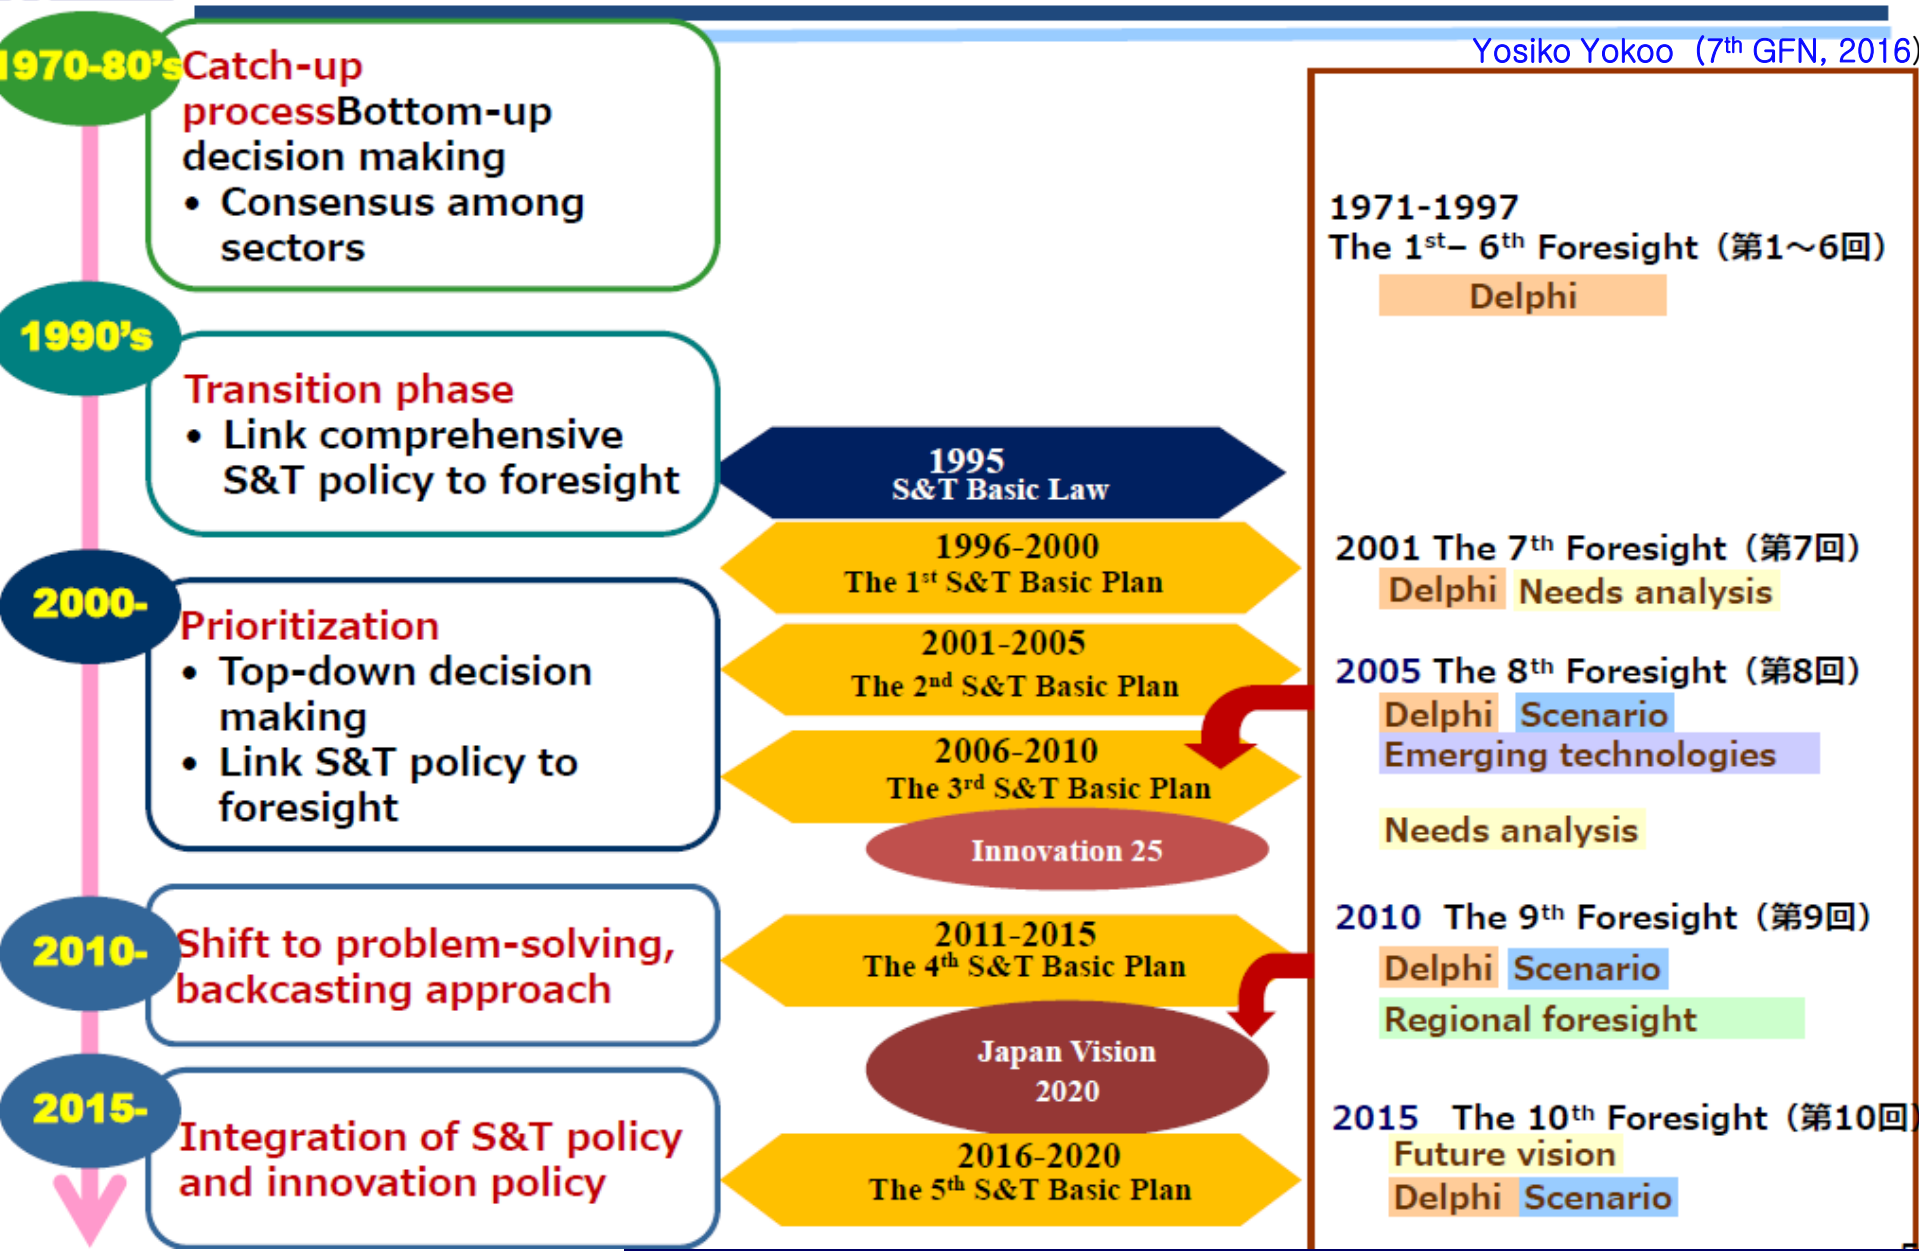 Yosiko Yokoo (7th GFN, 2016)
1970-80's
Catch-up
processBottom-up
decision making
• Consensus among
sectors
1990's
Transition phase
• Link comprehensive
S&T policy to foresight
2000-
Prioritization
• Top-down decision
making
• Link S&T policy to
foresight
2010-
Shift to problem-solving,
backcasting approach
2015-
Integration of S&T policy
and innovation policy
1995
S&T Basic Law
1996-2000
The 1st S&T Basic Plan
2001-2005
The 2nd S&T Basic Plan
2006-2010
The 3rd S&T Basic Plan
Innovation 25
2011-2015
The 4th S&T Basic Plan
Japan Vision
2020
2016-2020
The 5th S&T Basic Plan
1971-1997
The 1st– 6th Foresight（第1～6回）
Delphi
2001 The 7th Foresight（第7回）
Delphi Needs analysis
2005 The 8th Foresight（第8回）
Delphi Scenario
Emerging technologies
Needs analysis
2010 The 9th Foresight（第9回）
Delphi Scenario
Regional foresight
2015 The 10th Foresight（第10回）
Future vision
Delphi Scenario